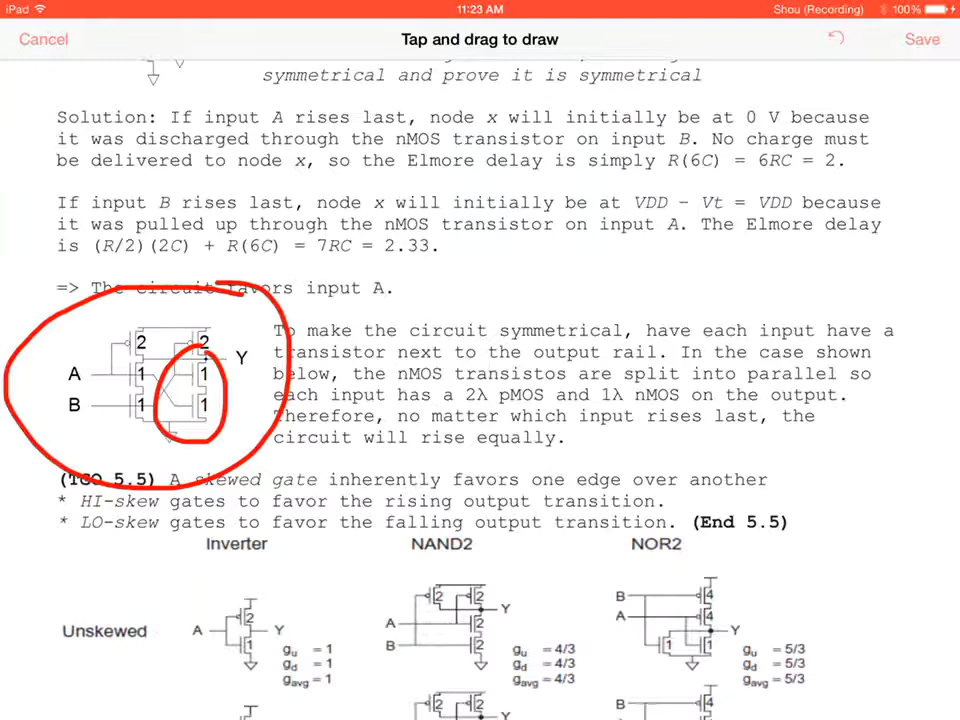 iPad 11:23 AM Shou (Recording) 100%
Cancel Tap and drag to draw Save
symmetrical and prove it is symmetrical
Solution: If input A rises last, node x will initially be at 0 V because
it was discharged through the nMOS transistor on input B. No charge must
be delivered to node x, so the Elmore delay is simply R(6C) = 6RC = 2.
If input B rises last, node x will initially be at VDD - Vt = VDD because
it was pulled up through the nMOS transistor on input A. The Elmore delay
is (R/2)(2C) + R(6C) = 7RC = 2.33.
=> The circuit favors input A.
2 2 Y
A 1 1
B 1 1
To make the circuit symmetrical, have each input have a
transistor next to the output rail. In the case shown
below, the nMOS transistos are split into parallel so
each input has a 2λ pMOS and 1λ nMOS on the output.
Therefore, no matter which input rises last, the
circuit will rise equally.
(TCO 5.5) A skewed gate inherently favors one edge over another
* HI-skew gates to favor the rising output transition.
* LO-skew gates to favor the falling output transition. (End 5.5)
Inverter NAND2 NOR2
Unskewed
A 2 1 Y
gu = 1
gd = 1
gavg = 1
2 2 Y
A 2
B 2
gu = 4/3
gd = 4/3
gavg = 4/3
B 4
A 4
1 1 Y
gu = 5/3
gd = 5/3
gavg = 5/3
2 2 Y
B 4